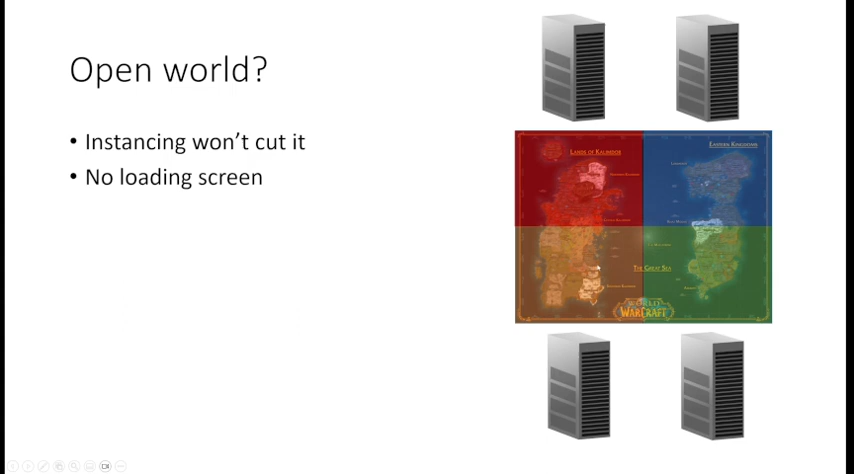 Open world?
• Instancing won't cut it
• No loading screen
Lands of Kalimdor
Eastern Kingdoms
The Great Sea
World
WarCraft